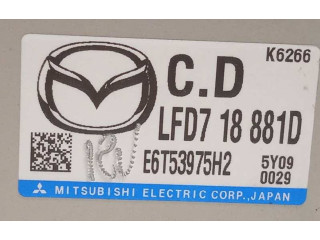 K6266
C.D
LFD7 18 881D
E6T53975H2
5Y09
0029
MITSUBISHI ELECTRIC CORP., JAPAN